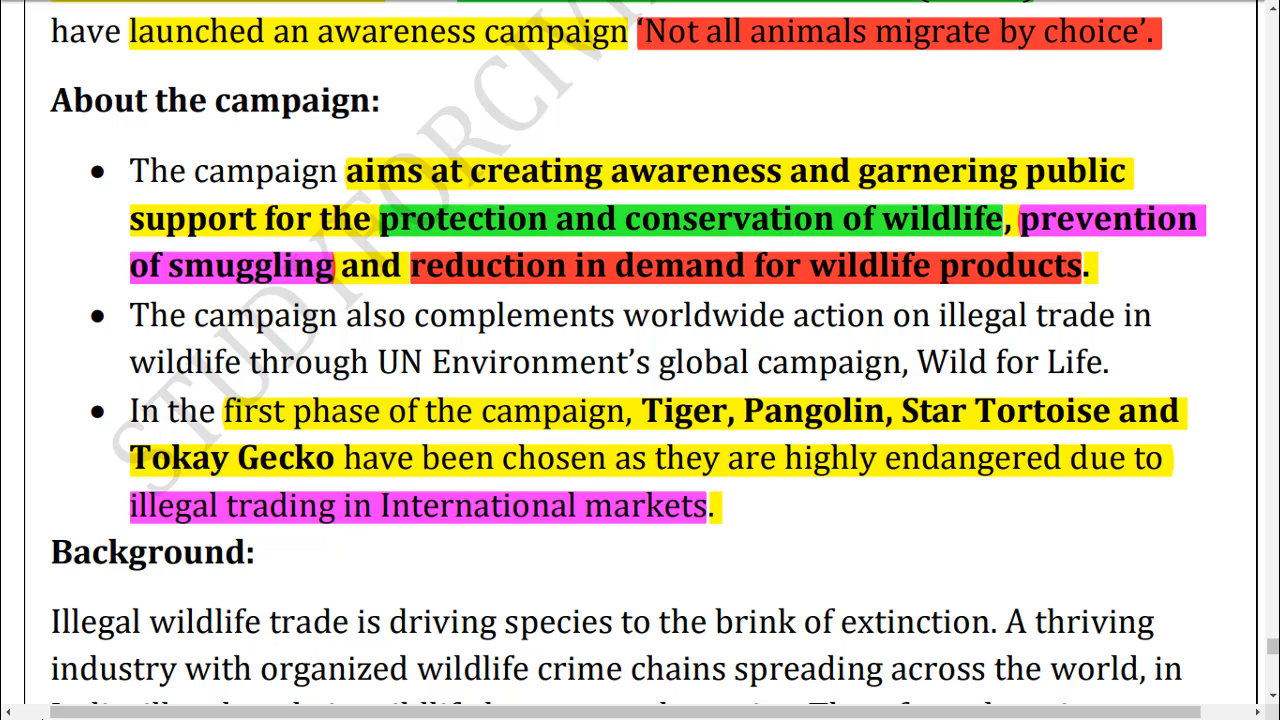 have launched an awareness campaign ‘Not all animals migrate by choice’.
About the campaign:
• The campaign aims at creating awareness and garnering public
support for the protection and conservation of wildlife, prevention
of smuggling and reduction in demand for wildlife products.
• The campaign also complements worldwide action on illegal trade in
wildlife through UN Environment’s global campaign, Wild for Life.
• In the first phase of the campaign, Tiger, Pangolin, Star Tortoise and
Tokay Gecko have been chosen as they are highly endangered due to
illegal trading in International markets.
Background:
Illegal wildlife trade is driving species to the brink of extinction. A thriving
industry with organized wildlife crime chains spreading across the world, in
STUDYFORCIVI